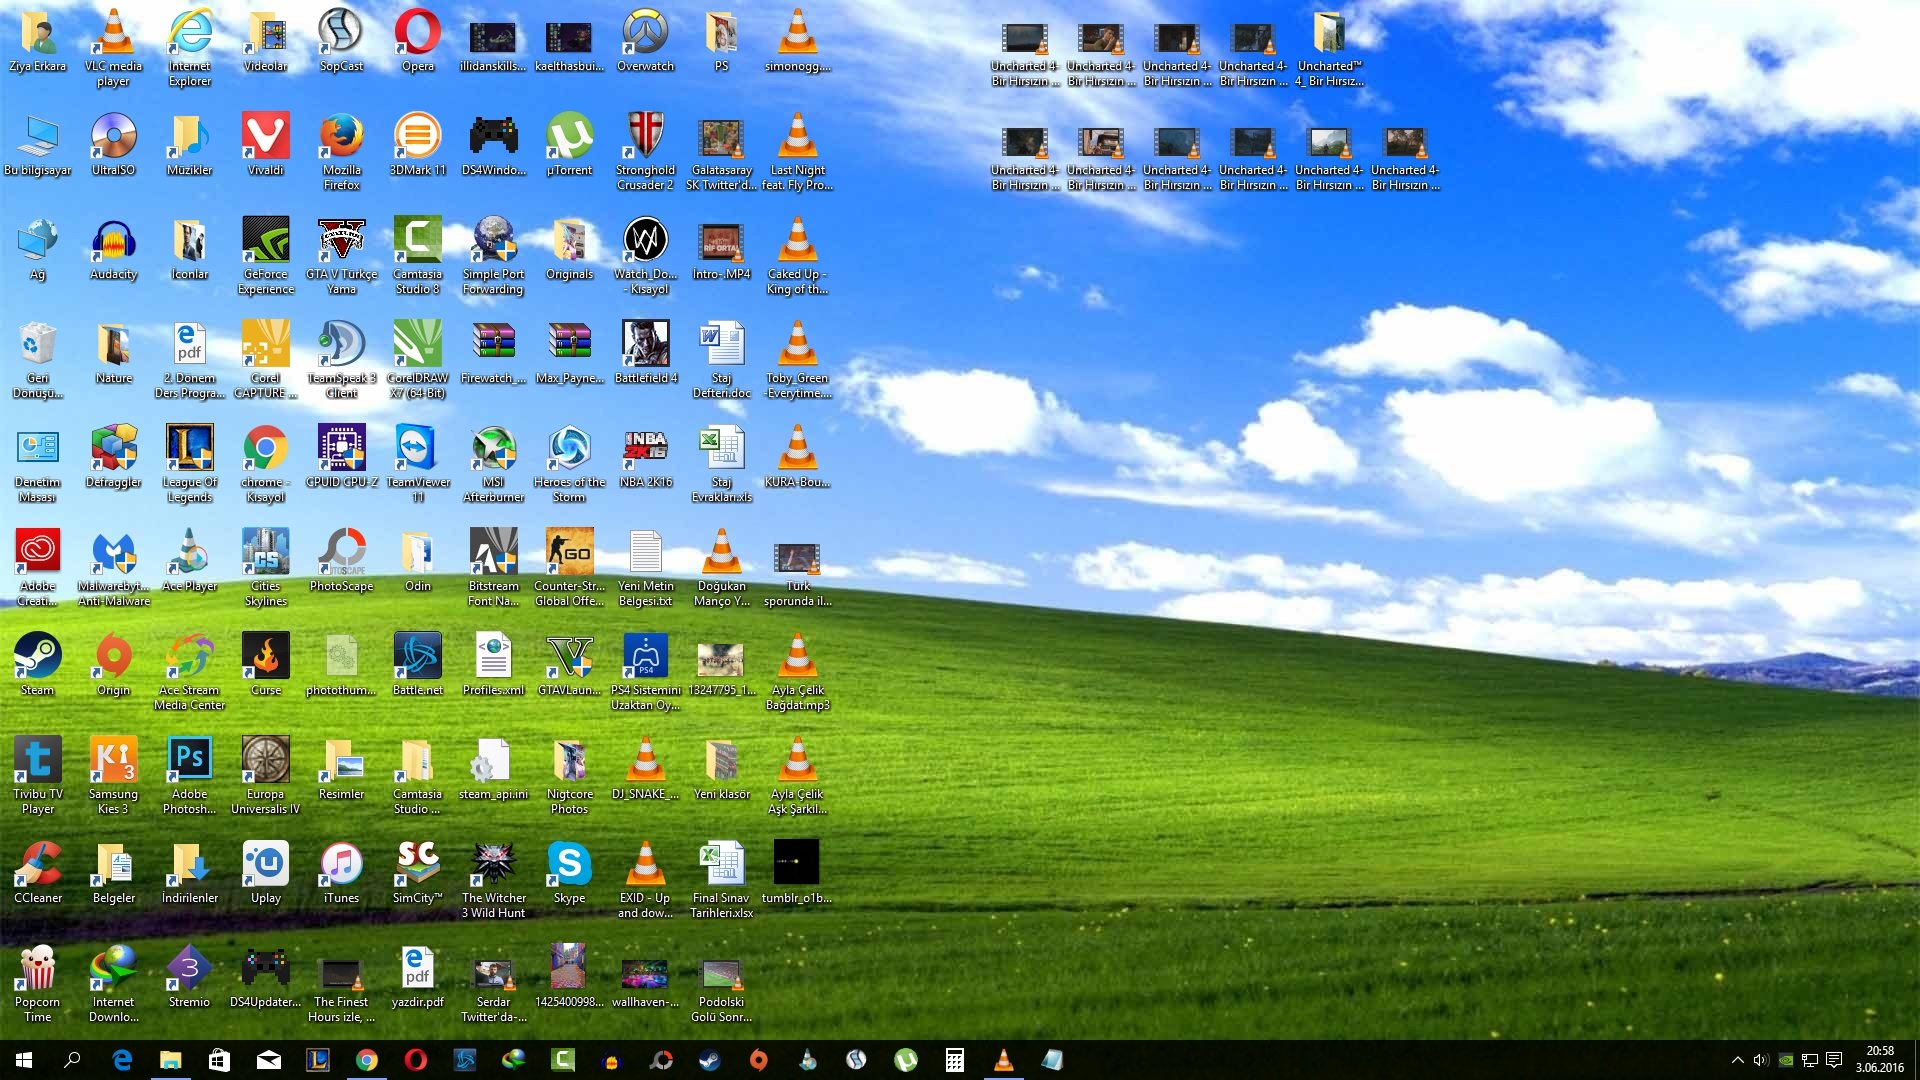 Ziya Erkara
VLC media
player
Internet
Explorer
Videolar
SopCast
Opera
illidanskills...
kaelthasbui...
Overwatch
PS
simonogg....
Uncharted 4-
Bir Hırsızın ...
Uncharted 4-
Bir Hırsızın ...
Uncharted 4-
Bir Hırsızın ...
Uncharted 4-
Bir Hırsızın ...
Uncharted™
4_ Bir Hırsız...
Bu bilgisayar
UltraISO
Müzikler
Vivaldi
Mozilla
Firefox
3DMark 11
DS4Windo...
µTorrent
Stronghold
Crusader 2
Galatasaray
SK Twitter'd...
Last Night
feat. Fly Pro...
Uncharted 4-
Bir Hırsızın ...
Uncharted 4-
Bir Hırsızın ...
Uncharted 4-
Bir Hırsızın ...
Uncharted 4-
Bir Hırsızın ...
Uncharted 4-
Bir Hırsızın ...
Uncharted 4-
Bir Hırsızın ...
Ağ
Audacity
İconlar
GeForce
Experience
GTA V Türkçe
Yama
Camtasia
Studio 8
Simple Port
Forwarding
Originals
Watch_Do...
- Kısayol
İntro-.MP4
Caked Up -
King of th...
Geri
Dönüşü...
Nature
2. Dönem
Ders Progra...
Corel
CAPTURE ...
TeamSpeak 3
Client
CorelDRAW
X7 (64-Bit)
Firewatch_...
Max_Payne...
Battlefield 4
Staj
Defteri.doc
Toby_Green
-Everytime....
Denetim
Masası
Defraggler
League Of
Legends
chrome -
Kısayol
CPUID CPU-Z
TeamViewer
11
MSI
Afterburner
Heroes of the
Storm
NBA 2K16
Staj
Evrakları.xls
KURA-Bou...
Adobe
Creati...
Malwarebyt...
Anti-Malware
Ace Player
Cities
Skylines
PhotoScape
Odin
Bitstream
Font Na...
Counter-Str...
Global Offe...
Yeni Metin
Belgesi.txt
Doğukan
Manço Y...
Türk
sporunda il...
Steam
Origin
Ace Stream
Media Center
Curse
photothum...
Battle.net
Profiles.xml
GTAVLaun...
PS4 Sistemini
Uzaktan Oy...
13247795_1...
Ayla Çelik
Bağdat.mp3
Tivibu TV
Player
Samsung
Kies 3
Adobe
Photosh...
Europa
Universalis IV
Resimler
Camtasia
Studio ...
steam_api.ini
Nigtcore
Photos
DJ_SNAKE_...
Yeni klasör
Ayla Çelik
Aşk Şarkıl...
CCleaner
Belgeler
İndirilenler
Uplay
iTunes
SimCity™
The Witcher
3 Wild Hunt
Skype
EXID - Up
and dow...
Final Sınav
Tarihleri.xlsx
tumblr_o1b...
Popcorn
Time
Internet
Downlo...
Stremio
DS4Updater...
The Finest
Hours izle, ...
yazdir.pdf
Serdar
Twitter'da-...
1425400998...
wallhaven-...
Podolski
Golü Sonr...
20:58
3.06.2016